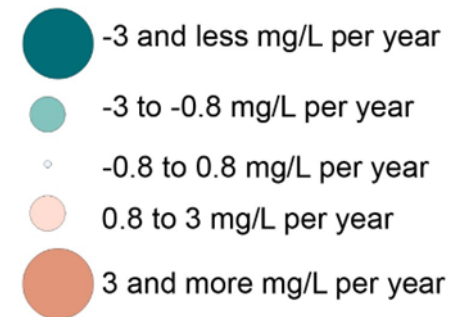 -3 and less mg/L per year
-3 to -0.8 mg/L per year
-0.8 to 0.8 mg/L per year
0.8 to 3 mg/L per year
3 and more mg/L per year